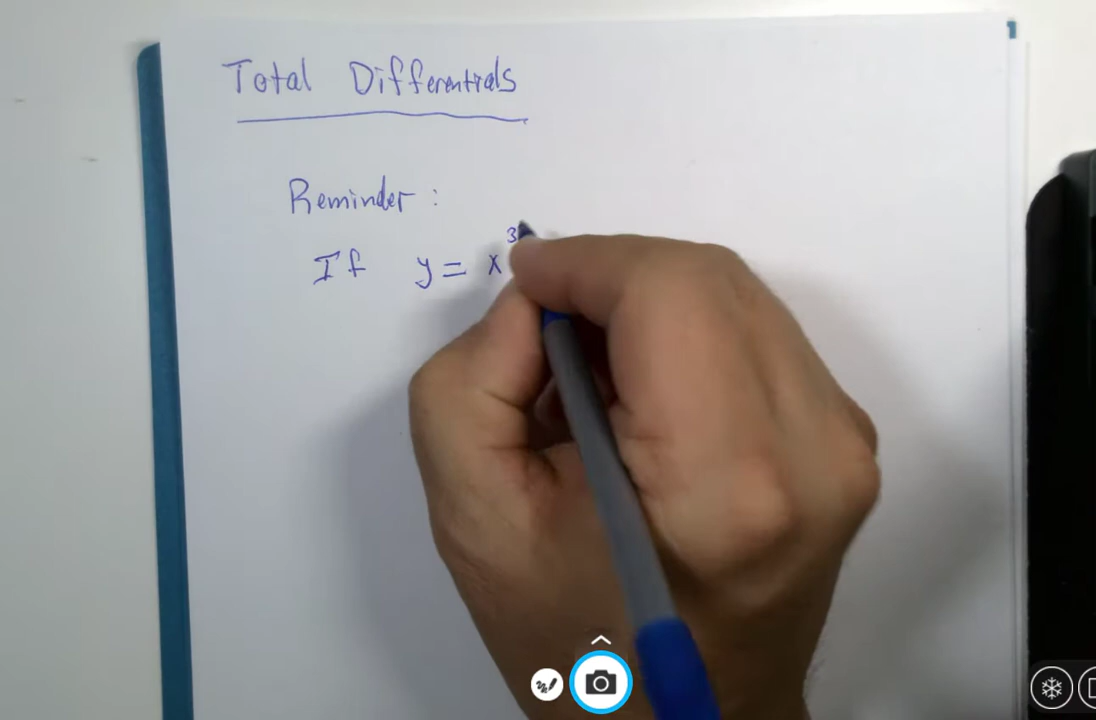 Total Differentials
Reminder :
If y = x³